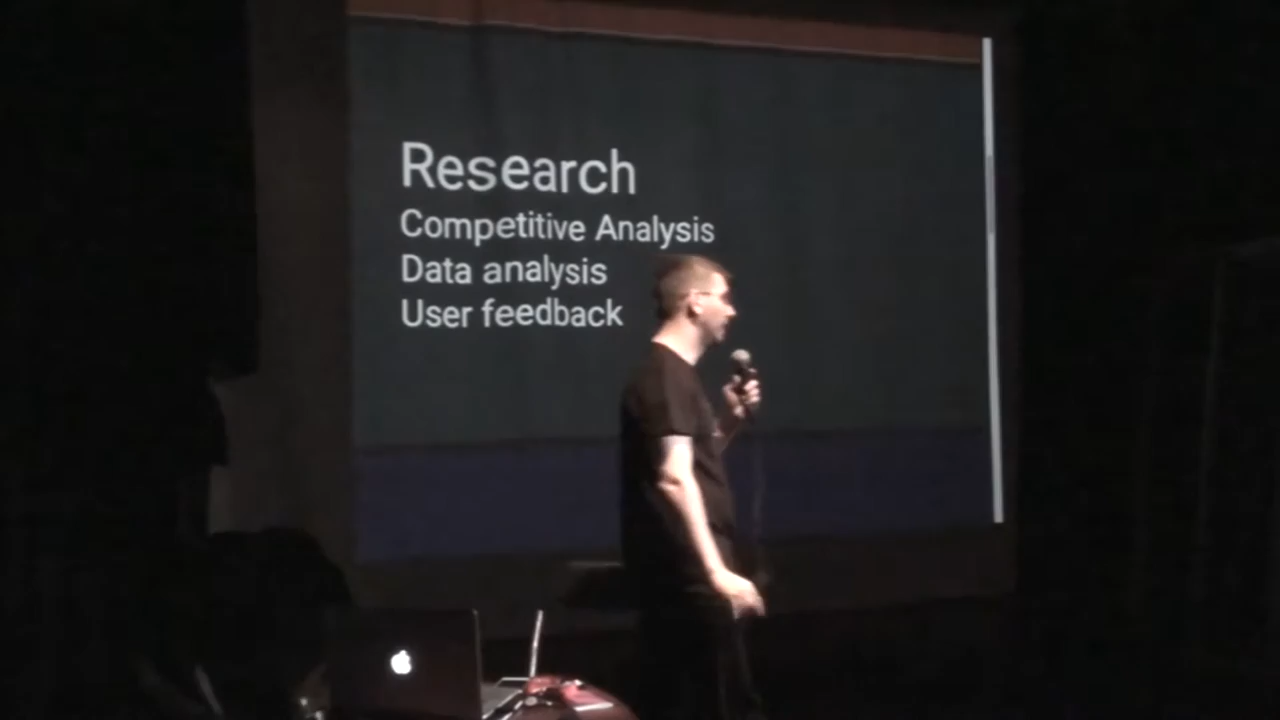 Research
Competitive Analysis
Data analysis
User feedback